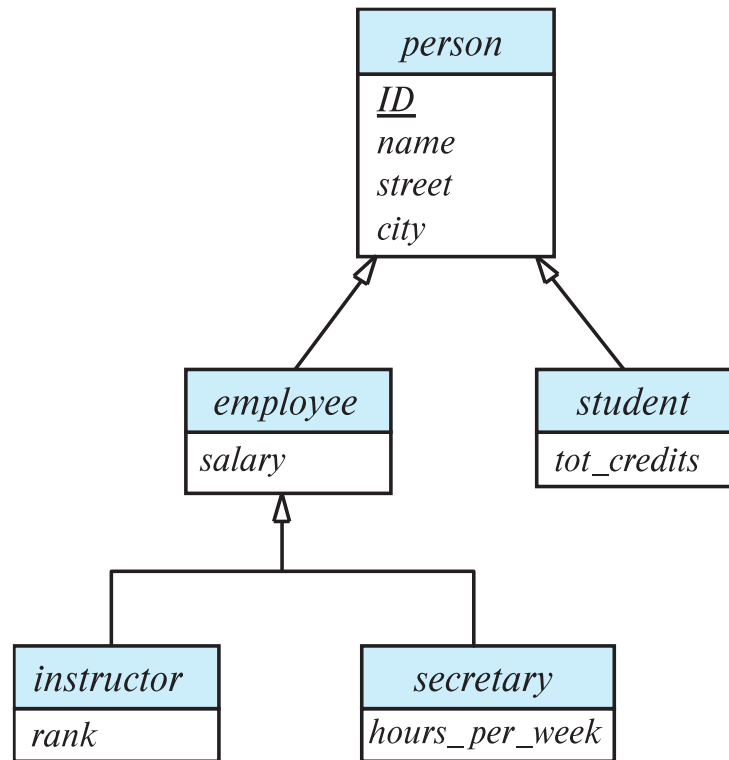 person
ID
name
street
city
employee
salary
student
tot_credits
instructor
rank
secretary
hours_per_week